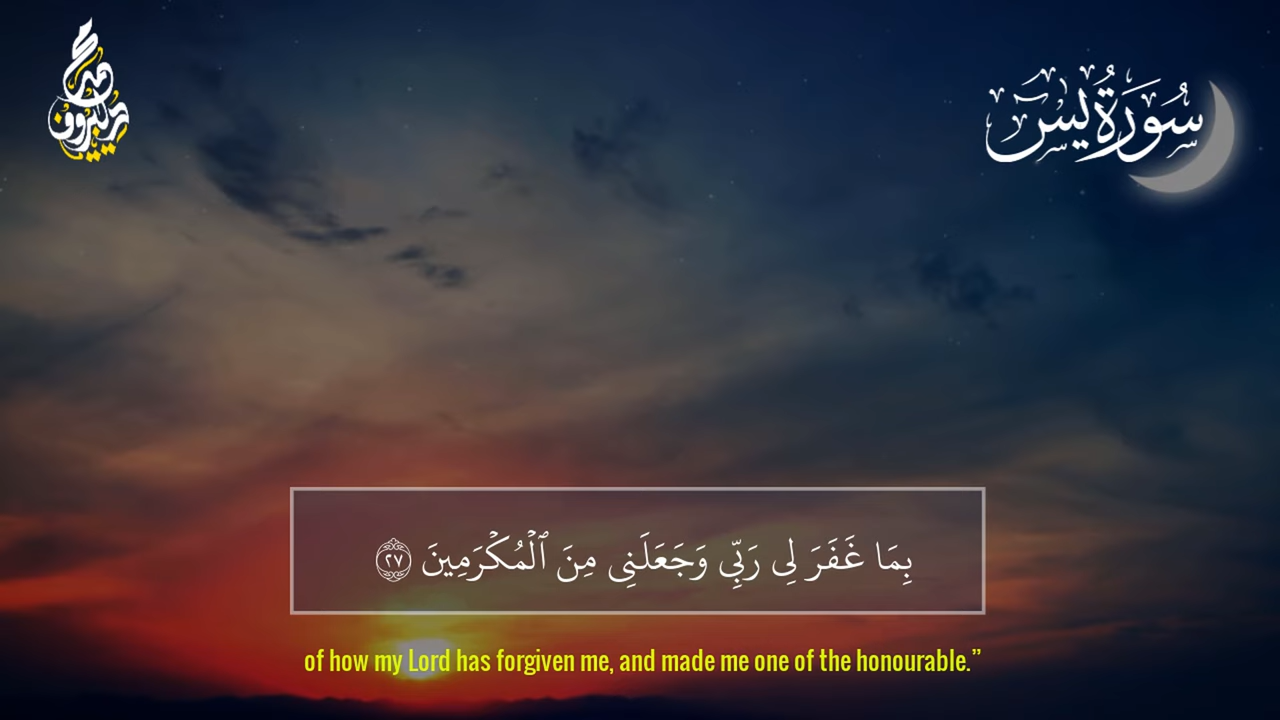 سُورَةُ يسٓ
بِمَا غَفَرَ لِى رَبِّى وَجَعَلَنِى مِنَ ٱلْمُكْرَمِينَ ٢٧
of how my Lord has forgiven me, and made me one of the honourable.”